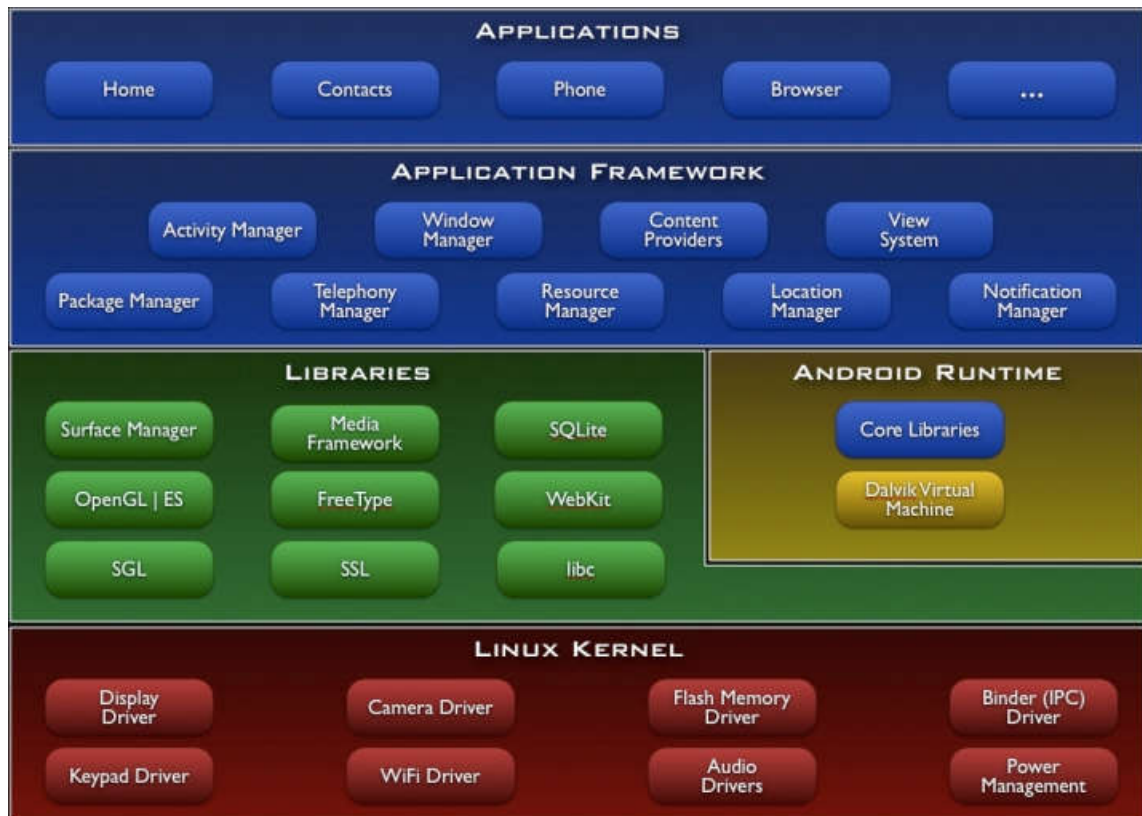 APPLICATIONS
Home
Contacts
Phone
Browser
...
APPLICATION FRAMEWORK
Activity Manager
Window
Manager
Content
Providers
View
System
Package Manager
Telephony
Manager
Resource
Manager
Location
Manager
Notification
Manager
LIBRARIES
Surface Manager
Media
Framework
SQLite
OpenGL | ES
FreeType
WebKit
SGL
SSL
libc
ANDROID RUNTIME
Core Libraries
Dalvik Virtual
Machine
LINUX KERNEL
Display
Driver
Camera Driver
Flash Memory
Driver
Binder (IPC)
Driver
Keypad Driver
WiFi Driver
Audio
Drivers
Power
Management